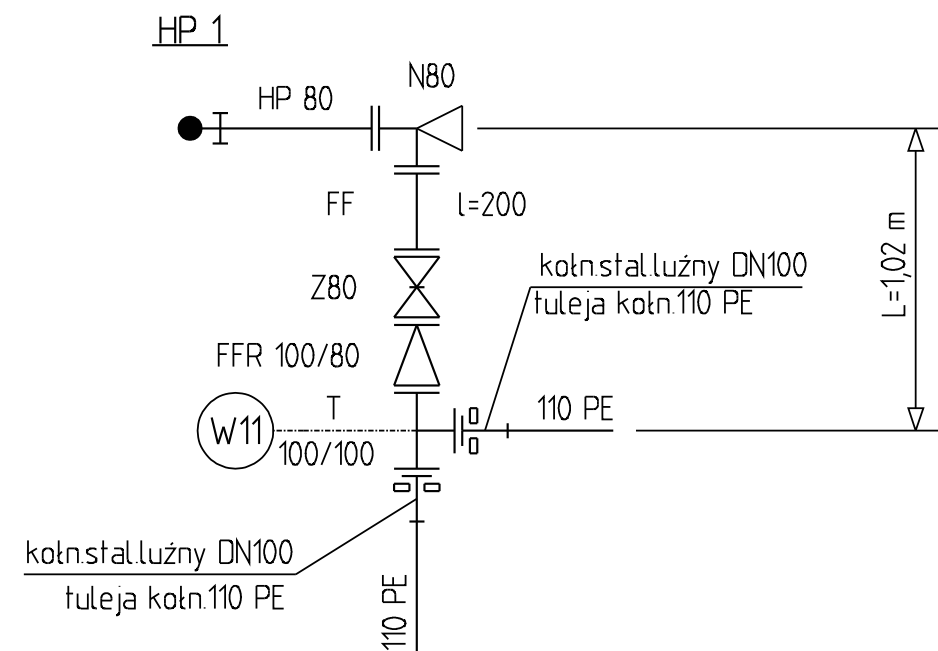 HP 1
N80
HP 80
FF
l=200
L=1,02 m
kołn.stal.luźny DN100
tuleja kołn.110 PE
Z80
FFR 100/80
T
110 PE
W11
100/100
kołn.stal.luźny DN100
tuleja kołn.110 PE
110 PE